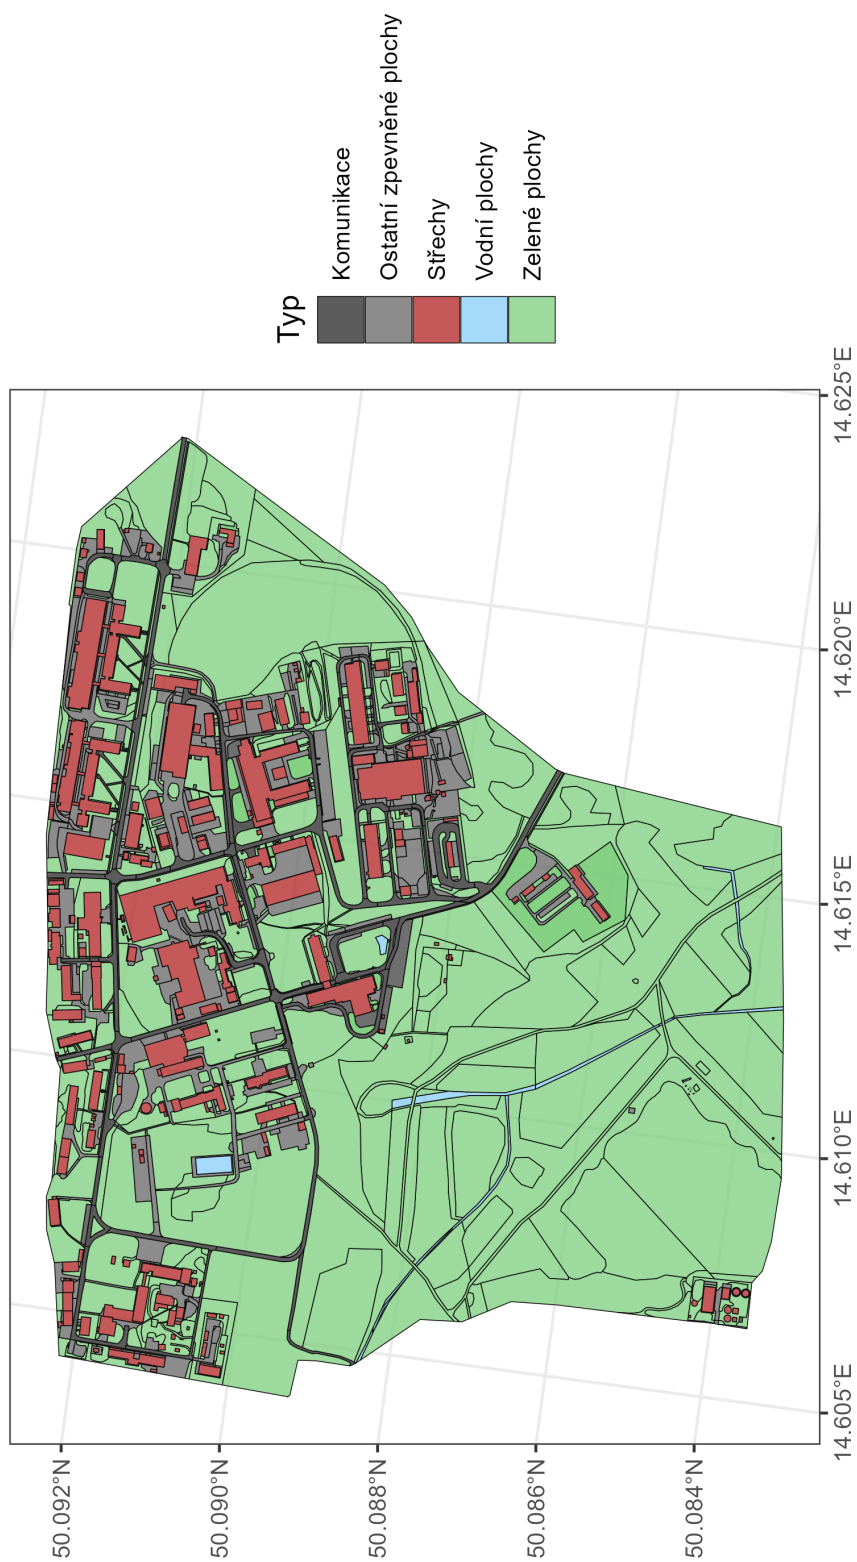 Typ
Komunikace
Ostatní zpevněné plochy
Střechy
Vodní plochy
Zelené plochy
50.092°N
50.090°N
50.088°N
50.086°N
50.084°N
14.605°E
14.610°E
14.615°E
14.620°E
14.625°E